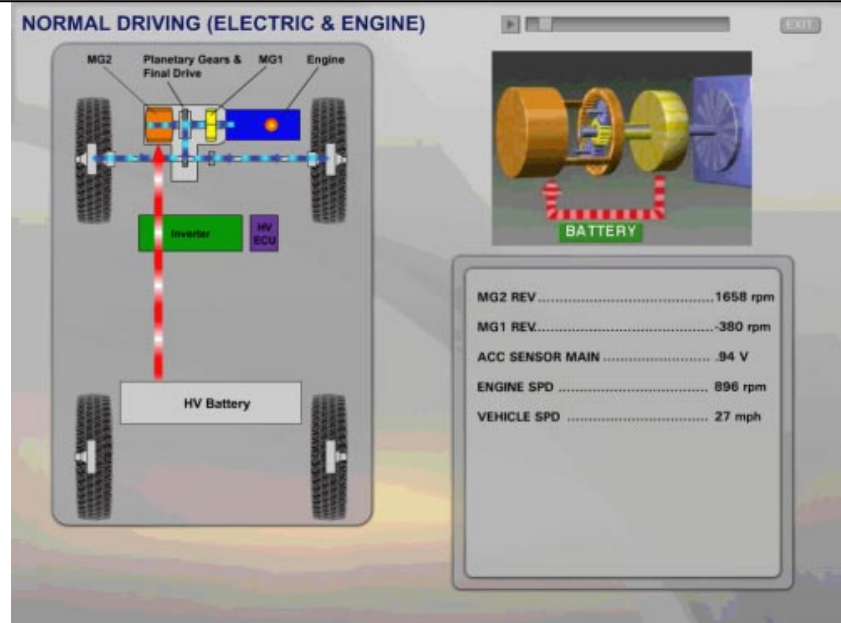 NORMAL DRIVING (ELECTRIC & ENGINE)
EXIT
MG2
Planetary Gears &
Final Drive
MG1
Engine
Inverter
HV
ECU
HV Battery
BATTERY
MG2 REV........................................1658 rpm
MG1 REV........................................-380 rpm
ACC SENSOR MAIN ........................ .94 V
ENGINE SPD .................................. 896 rpm
VEHICLE SPD ................................ 27 mph